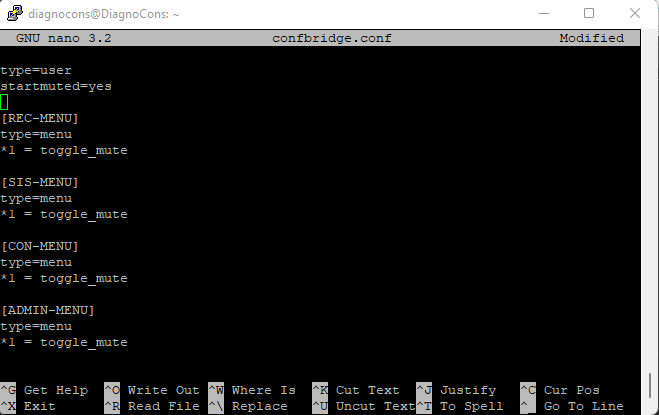 diagnocons@DiagnoCons: ~
GNU nano 3.2 confbridge.conf Modified
type=user
startmuted=yes
[REC-MENU]
type=menu
*1 = toggle_mute
[SIS-MENU]
type=menu
*1 = toggle_mute
[CON-MENU]
type=menu
*1 = toggle_mute
[ADMIN-MENU]
type=menu
*1 = toggle_mute
^G Get Help ^O Write Out ^W Where Is ^K Cut Text ^J Justify ^C Cur Pos
^X Exit ^R Read File ^\ Replace ^U Uncut Text ^T To Spell ^_ Go To Line